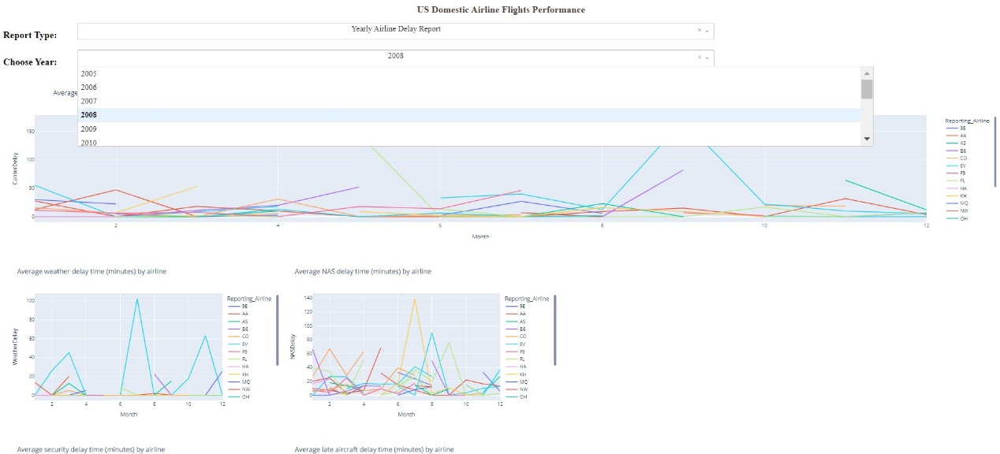 US Domestic Airline Flights Performance
Report Type:
Yearly Airline Delay Report
×
Choose Year:
2008
×
2005
2006
2007
2008
2009
2010
Average
150
100
50
0
CarrierDelay
2 4 6 8 10 12
Month
Reporting_Airline
9E
AA
AS
B6
CO
EV
F9
FL
HA
KH
MQ
NW
OH
Average weather delay time (minutes) by airline
100
80
60
40
20
0
WeatherDelay
2 4 6 8 10 12
Month
Reporting_Airline
9E
AA
AS
B6
CO
EV
F9
FL
HA
KH
MQ
NW
OH
Average NAS delay time (minutes) by airline
140
120
100
80
60
40
20
0
NASDelay
2 4 6 8 10 12
Month
Reporting_Airline
9E
AA
AS
B6
CO
EV
F9
FL
HA
KH
MQ
NW
OH
Average security delay time (minutes) by airline
Average late aircraft delay time (minutes) by airline